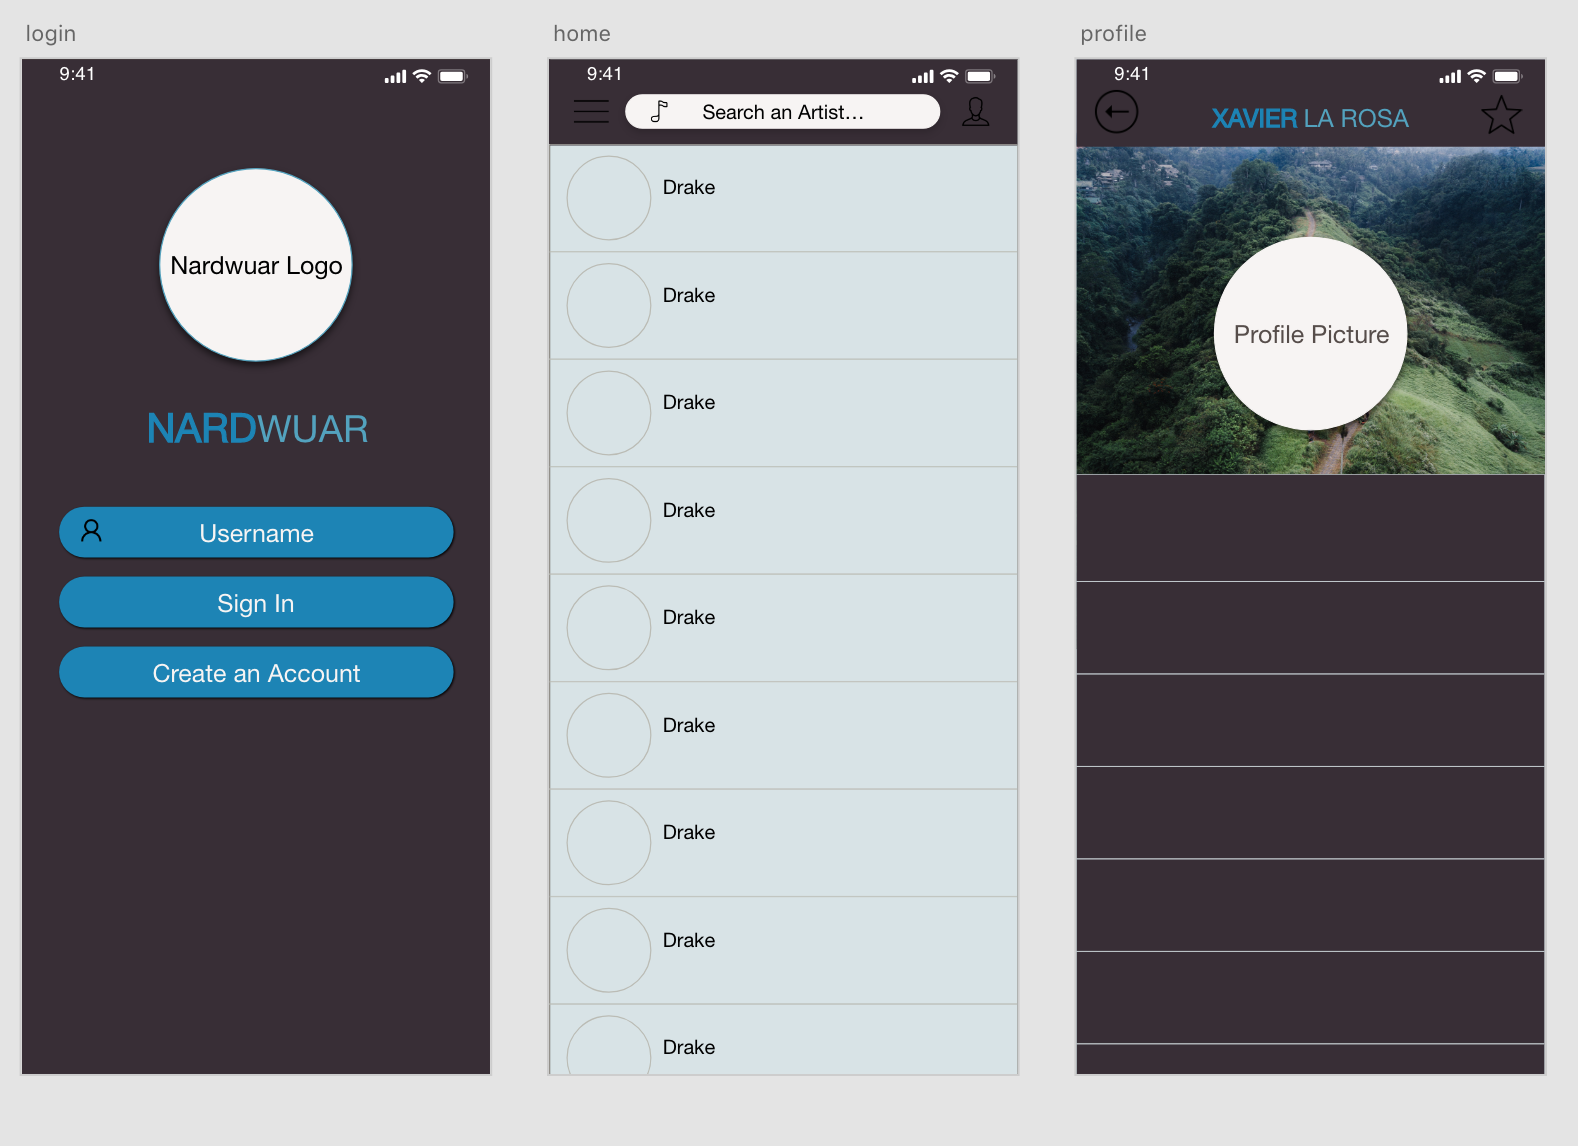 login
9:41
Nardwuar Logo
NARDWUAR
Username
Sign In
Create an Account
home
9:41
Search an Artist...
Drake
Drake
Drake
Drake
Drake
Drake
Drake
Drake
Drake
profile
9:41
XAVIER LA ROSA
Profile Picture